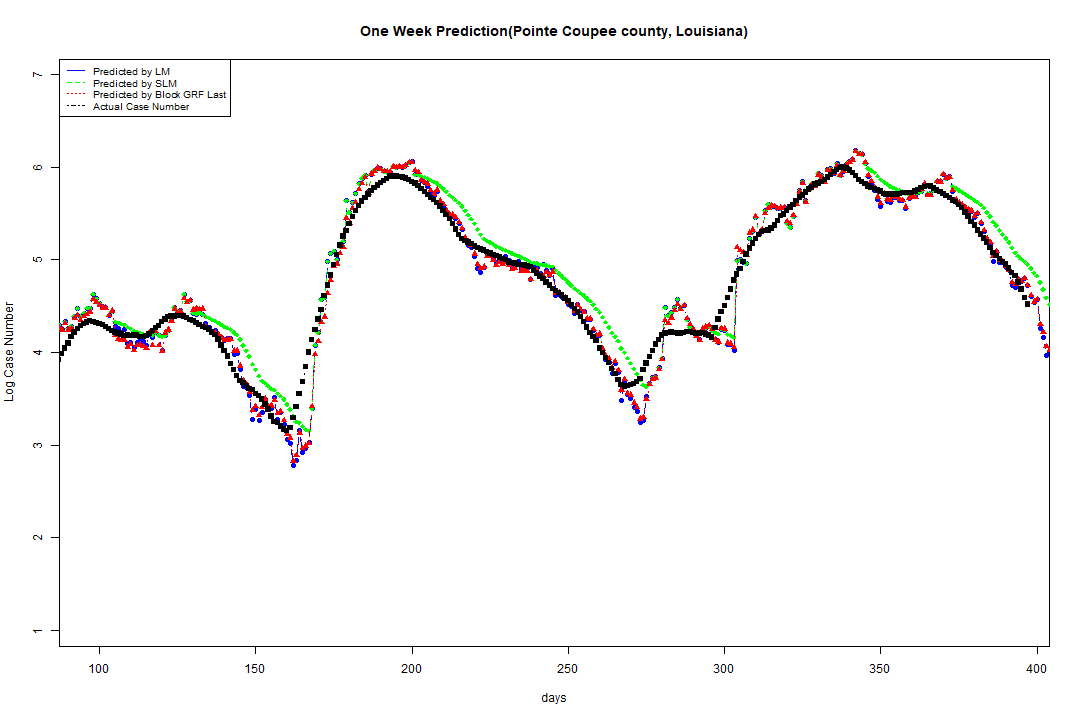 One Week Prediction(Pointe Coupee county, Louisiana)
Predicted by LM
Predicted by SLM
Predicted by Block GRF Last
Actual Case Number
7
6
5
4
3
2
1
Log Case Number
100 150 200 250 300 350 400
days